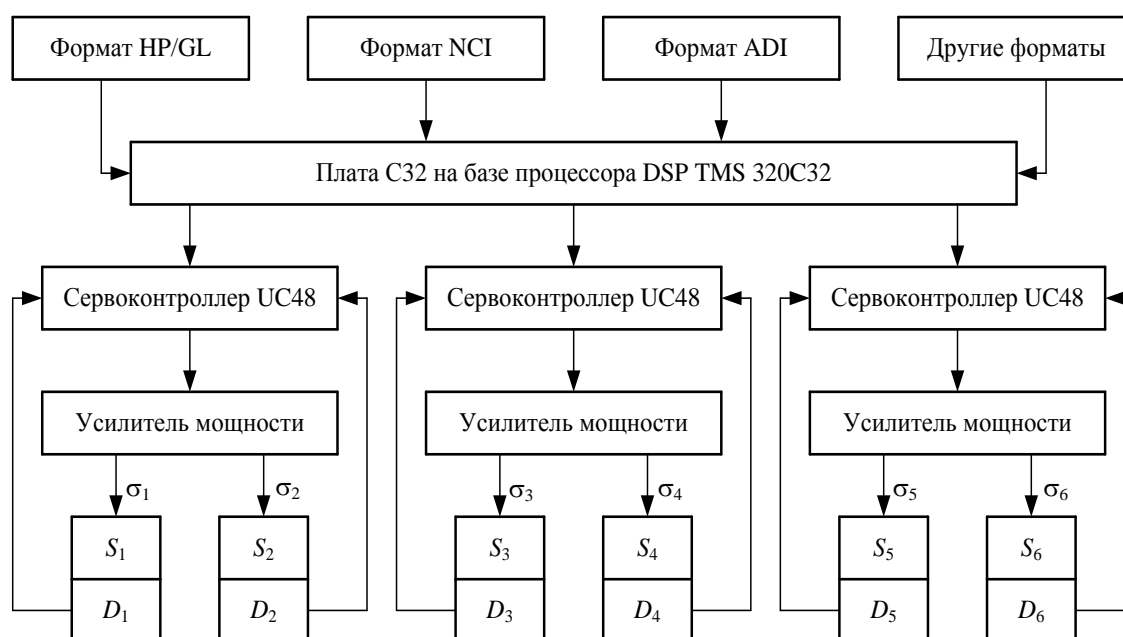 Формат HP/GL
Формат NCI
Формат ADI
Другие форматы
Плата C32 на базе процессора DSP TMS 320C32
Сервоконтроллер UC48
Сервоконтроллер UC48
Сервоконтроллер UC48
Усилитель мощности
Усилитель мощности
Усилитель мощности
σ₁
σ₂
σ₃
σ₄
σ₅
σ₆
S₁
S₂
S₃
S₄
S₅
S₆
D₁
D₂
D₃
D₄
D₅
D₆